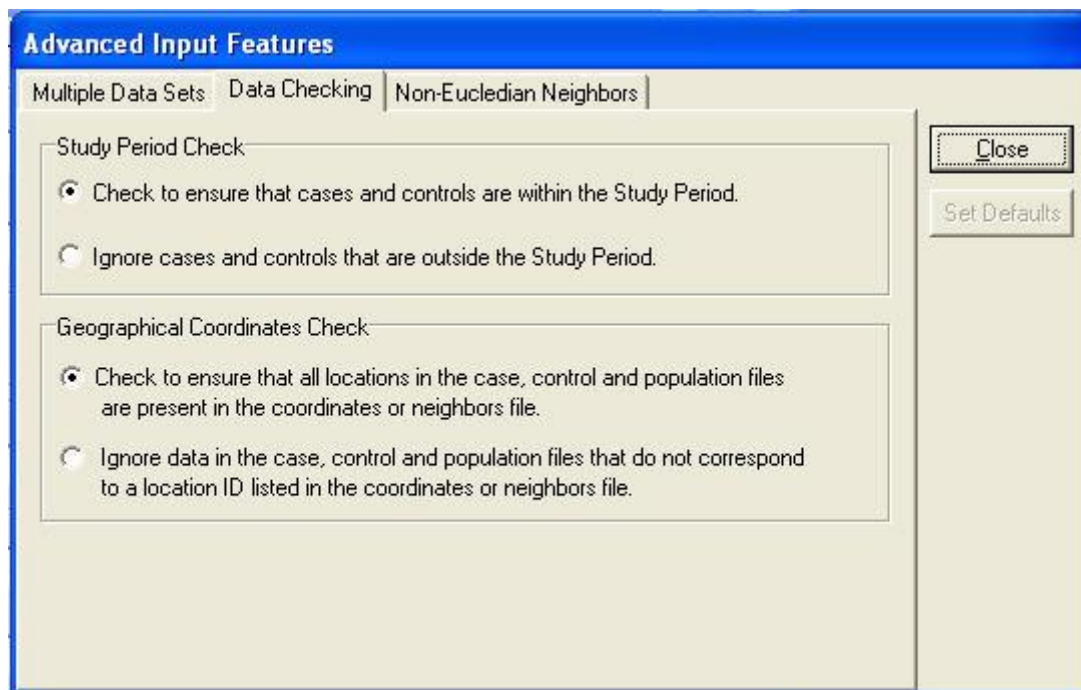 Advanced Input Features
Multiple Data Sets
Data Checking
Non-Eucledian Neighbors
Close
Set Defaults
Study Period Check
Check to ensure that cases and controls are within the Study Period.
Ignore cases and controls that are outside the Study Period.
Geographical Coordinates Check
Check to ensure that all locations in the case, control and population files
are present in the coordinates or neighbors file.
Ignore data in the case, control and population files that do not correspond
to a location ID listed in the coordinates or neighbors file.